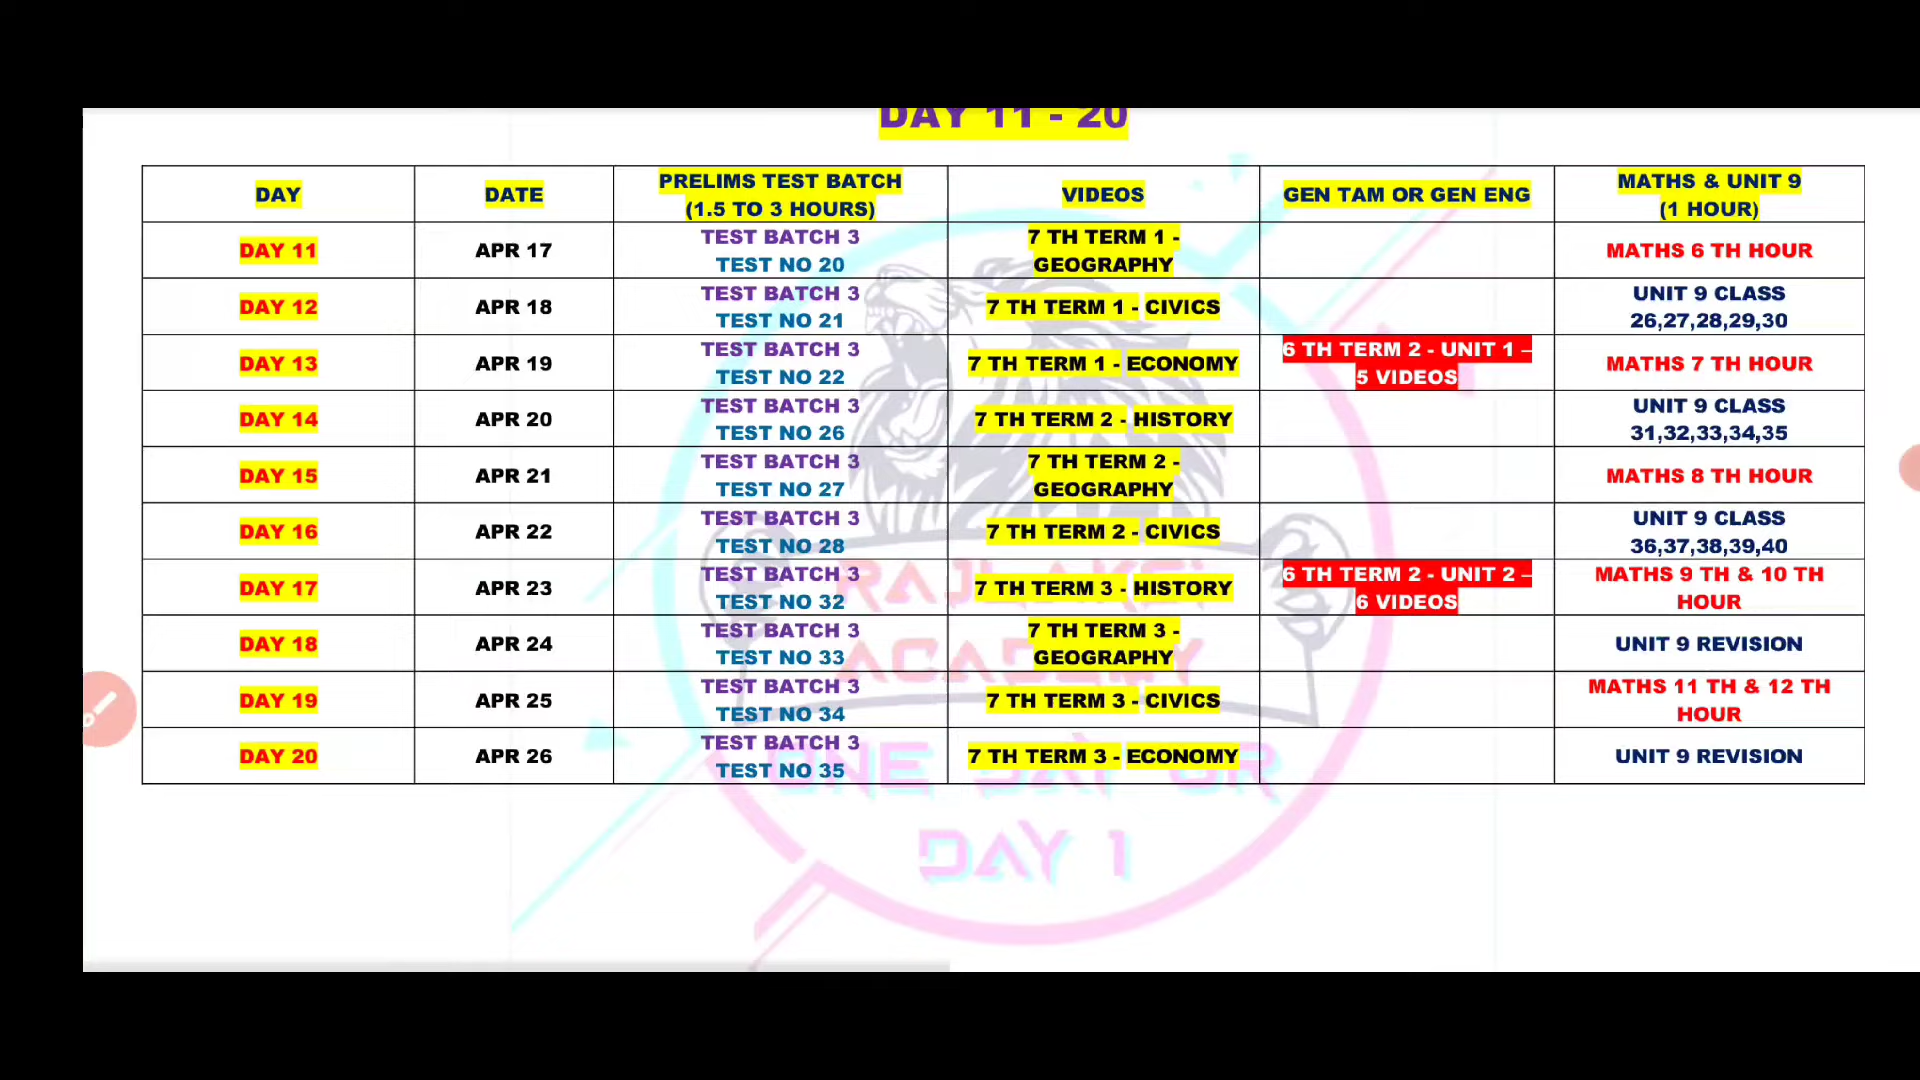 DAY 11 - 20
DAY
DATE
PRELIMS TEST BATCH
(1.5 TO 3 HOURS)
VIDEOS
GEN TAM OR GEN ENG
MATHS & UNIT 9
(1 HOUR)
DAY 11
APR 17
TEST BATCH 3
TEST NO 20
7 TH TERM 1 -
GEOGRAPHY
MATHS 6 TH HOUR
DAY 12
APR 18
TEST BATCH 3
TEST NO 21
7 TH TERM 1 - CIVICS
UNIT 9 CLASS
26,27,28,29,30
DAY 13
APR 19
TEST BATCH 3
TEST NO 22
7 TH TERM 1 - ECONOMY
6 TH TERM 2 - UNIT 1 –
5 VIDEOS
MATHS 7 TH HOUR
DAY 14
APR 20
TEST BATCH 3
TEST NO 26
7 TH TERM 2 - HISTORY
UNIT 9 CLASS
31,32,33,34,35
DAY 15
APR 21
TEST BATCH 3
TEST NO 27
7 TH TERM 2 -
GEOGRAPHY
MATHS 8 TH HOUR
DAY 16
APR 22
TEST BATCH 3
TEST NO 28
7 TH TERM 2 - CIVICS
UNIT 9 CLASS
36,37,38,39,40
DAY 17
APR 23
TEST BATCH 3
TEST NO 32
7 TH TERM 3 - HISTORY
6 TH TERM 2 - UNIT 2 –
6 VIDEOS
MATHS 9 TH & 10 TH
HOUR
DAY 18
APR 24
TEST BATCH 3
TEST NO 33
7 TH TERM 3 -
GEOGRAPHY
UNIT 9 REVISION
DAY 19
APR 25
TEST BATCH 3
TEST NO 34
7 TH TERM 3 - CIVICS
MATHS 11 TH & 12 TH
HOUR
DAY 20
APR 26
TEST BATCH 3
TEST NO 35
7 TH TERM 3 - ECONOMY
UNIT 9 REVISION
ACADEMY
ONE DAY OR
DAY 1